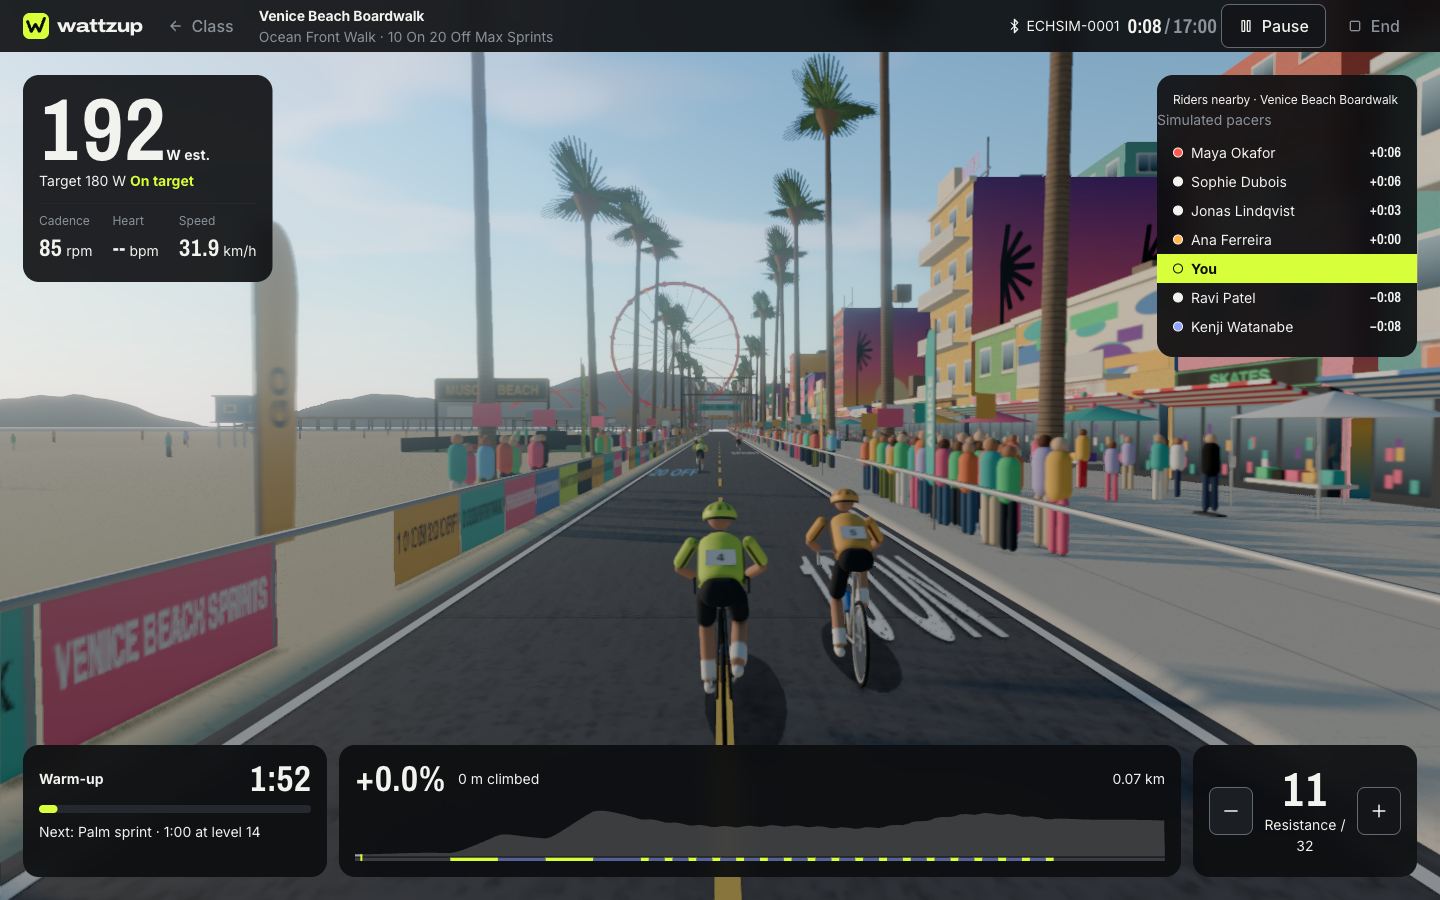 wattzup
Class
Venice Beach Boardwalk
Ocean Front Walk · 10 On 20 Off Max Sprints
ECHSIM-0001 0:08 / 17:00
Pause
End
192 W est.
Target 180 W On target
Cadence Heart Speed
85 rpm -- bpm 31.9 km/h
Riders nearby · Venice Beach Boardwalk
Simulated pacers
Maya Okafor +0:06
Sophie Dubois +0:06
Jonas Lindqvist +0:03
Ana Ferreira +0:00
You
Ravi Patel −0:08
Kenji Watanabe −0:08
BEACH
SKATES
20 OFF
4
5
VENICE BEACH SPRINTS
Warm-up 1:52
Next: Palm sprint · 1:00 at level 14
+0.0% 0 m climbed 0.07 km
11
Resistance /
32